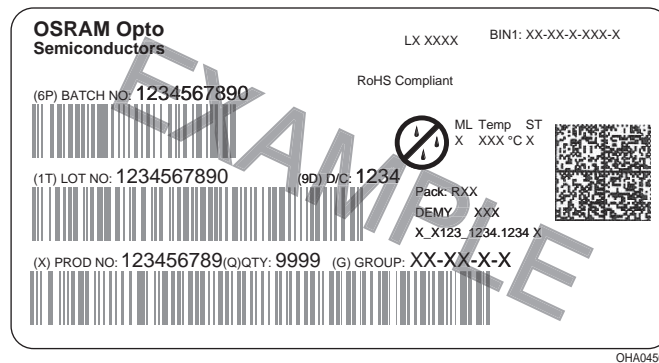 OSRAM Opto
Semiconductors
LX XXXX
BIN1: XX-XX-X-XXX-X
RoHS Compliant
(6P) BATCH NO: 1234567890
ML Temp ST
X XXX °C X
(1T) LOT NO: 1234567890 (9D) D/C: 1234
Pack: RXX
DEMY XXX
X_X123_1234.1234 X
(X) PROD NO: 123456789(Q)QTY: 9999 (G) GROUP: XX-XX-X-X
EXAMPLE